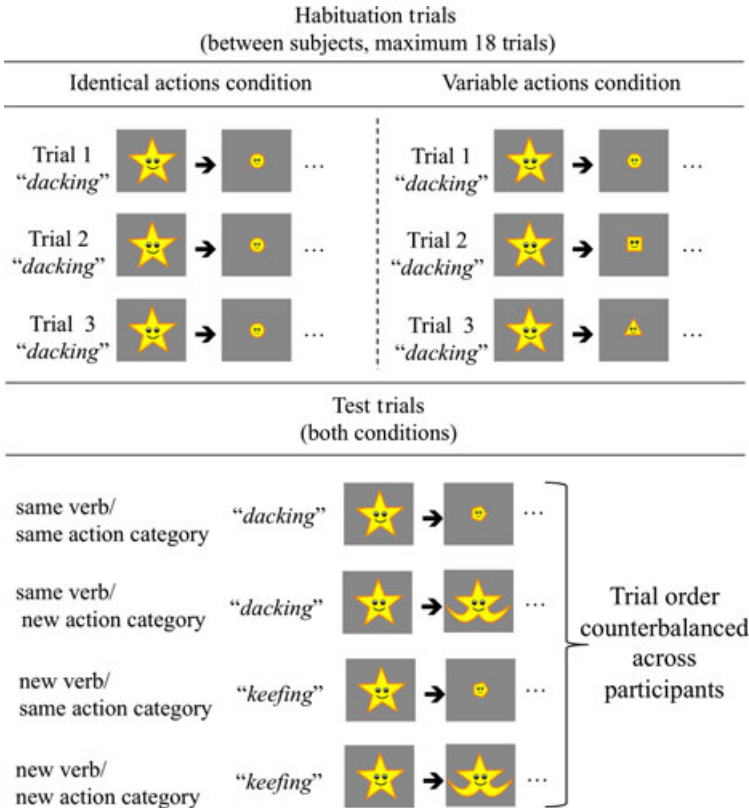 Habituation trials
(between subjects, maximum 18 trials)
Identical actions condition
Variable actions condition
Trial 1
“dacking”
...
Trial 1
“dacking”
...
Trial 2
“dacking”
...
Trial 2
“dacking”
...
Trial 3
“dacking”
...
Trial 3
“dacking”
...
Test trials
(both conditions)
same verb/
same action category
“dacking”
...
same verb/
new action category
“dacking”
...
new verb/
same action category
“keefing”
...
new verb/
new action category
“keefing”
...
Trial order
counterbalanced
across
participants